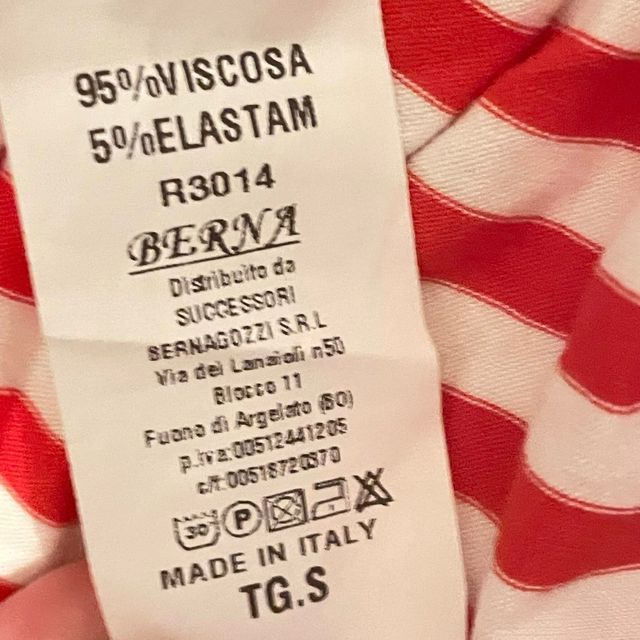 95%VISCOSA
5%ELASTAM
R3014
BERNA
Distribuito da
SUCCESSORI
BERNAGOZZI S.R.L
Via dei Lanaioli n50
Blocco 11
Funo di Argelato (BO)
p.iva:00512441205
c/f:00518720370
30 P
MADE IN ITALY
TG.S